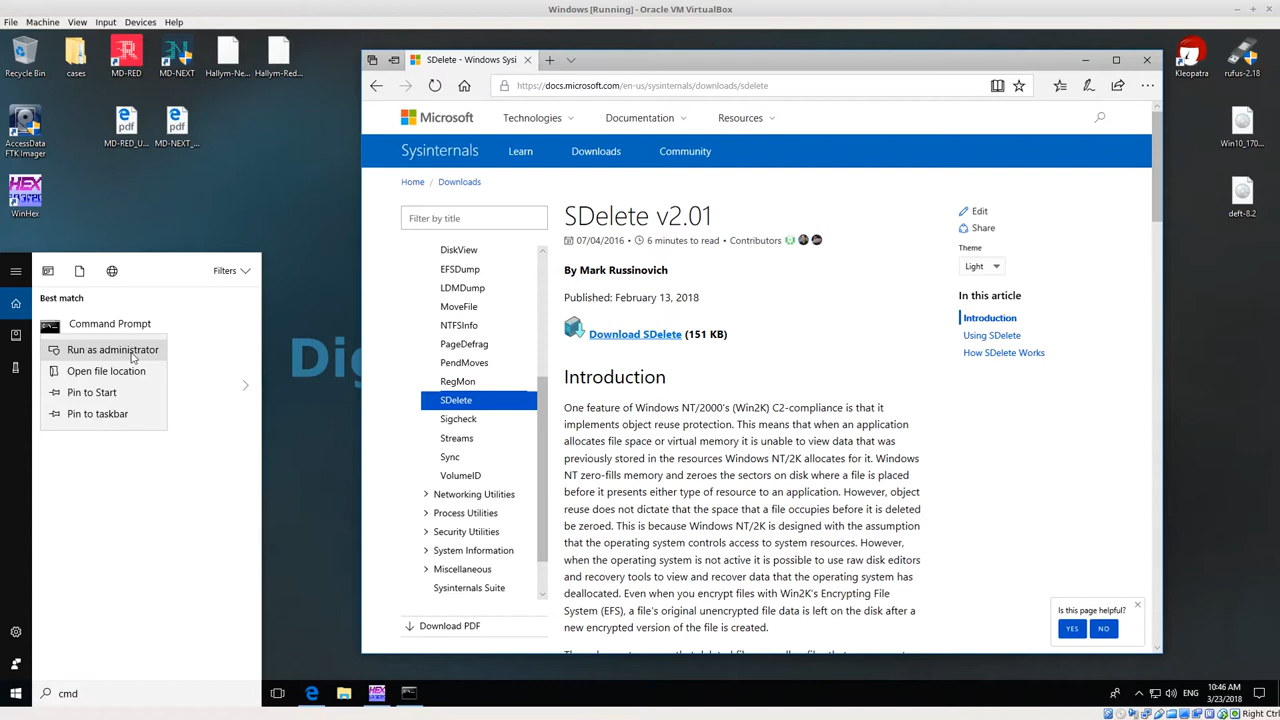 Windows [Running] - Oracle VM VirtualBox
File Machine View Input Devices Help
Recycle Bin
cases
MD-RED
MD-NEXT
Hallym-Ne...
Hallym-Red...
Kleopatra
rufus-2.18
AccessData
FTK Imager
MD-RED_U...
MD-NEXT_...
Win10_170...
WinHex
deft-8.2
SDelete - Windows Sysi
https://docs.microsoft.com/en-us/sysinternals/downloads/sdelete
Microsoft Technologies Documentation Resources
Sysinternals Learn Downloads Community
Home / Downloads
Filter by title
DiskView
EFSDump
LDMDump
MoveFile
NTFSInfo
PageDefrag
PendMoves
RegMon
SDelete
Sigcheck
Streams
Sync
VolumeID
Networking Utilities
Process Utilities
Security Utilities
System Information
Miscellaneous
Sysinternals Suite
Download PDF
SDelete v2.01
07/04/2016 • 6 minutes to read • Contributors
By Mark Russinovich
Published: February 13, 2018
Download SDelete (151 KB)
Introduction
One feature of Windows NT/2000's (Win2K) C2-compliance is that it
implements object reuse protection. This means that when an application
allocates file space or virtual memory it is unable to view data that was
previously stored in the resources Windows NT/2K allocates for it. Windows
NT zero-fills memory and zeroes the sectors on disk where a file is placed
before it presents either type of resource to an application. However, object
reuse does not dictate that the space that a file occupies before it is deleted
be zeroed. This is because Windows NT/2K is designed with the assumption
that the operating system controls access to system resources. However,
when the operating system is not active it is possible to use raw disk editors
and recovery tools to view and recover data that the operating system has
deallocated. Even when you encrypt files with Win2K's Encrypting File
System (EFS), a file's original unencrypted file data is left on the disk after a
new encrypted version of the file is created.
Edit
Share
Theme
Light
In this article
Introduction
Using SDelete
How SDelete Works
Is this page helpful?
YES NO
Filters
Best match
Command Prompt
Run as administrator
Open file location
Pin to Start
Pin to taskbar
Dig
cmd
ENG
10:46 AM
3/23/2018
Right Ctrl